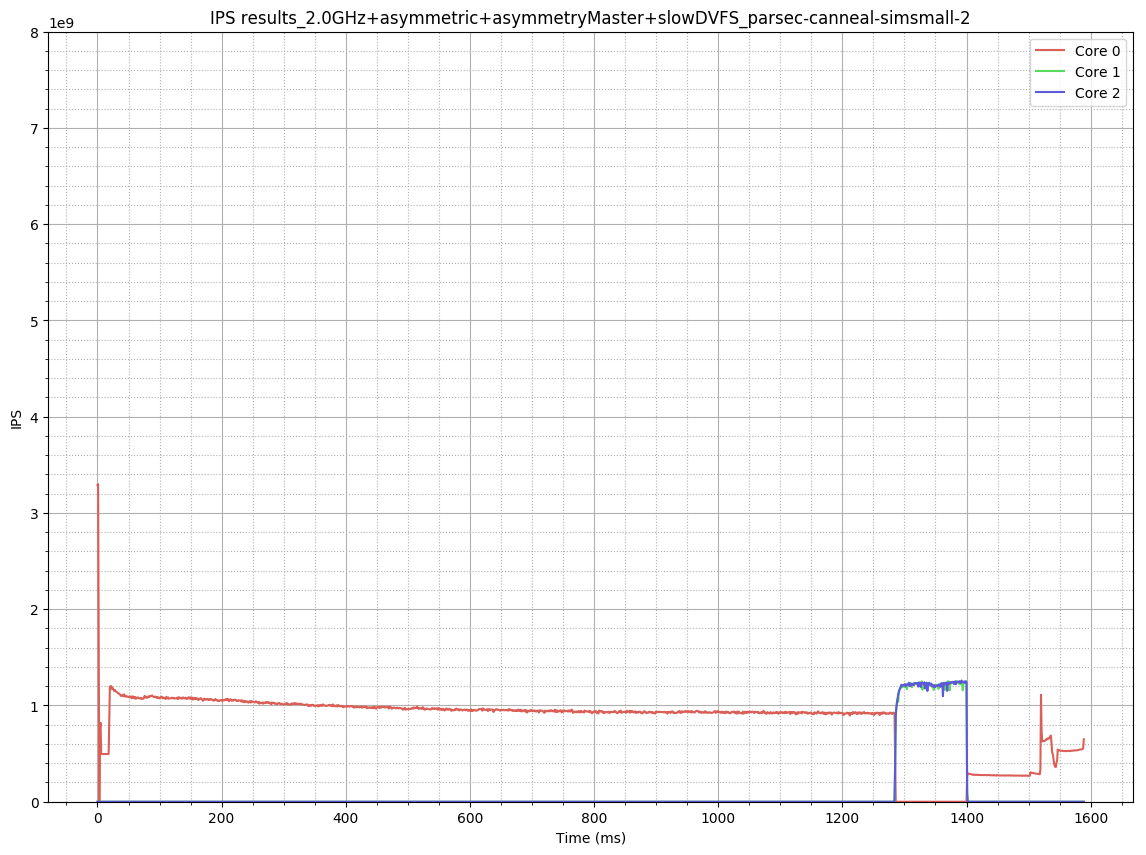 IPS results_2.0GHz+asymmetric+asymmetryMaster+slowDVFS_parsec-canneal-simsmall-2
1e9
8
7
6
5
4
3
2
1
0
IPS
Core 0
Core 1
Core 2
0 200 400 600 800 1000 1200 1400 1600
Time (ms)